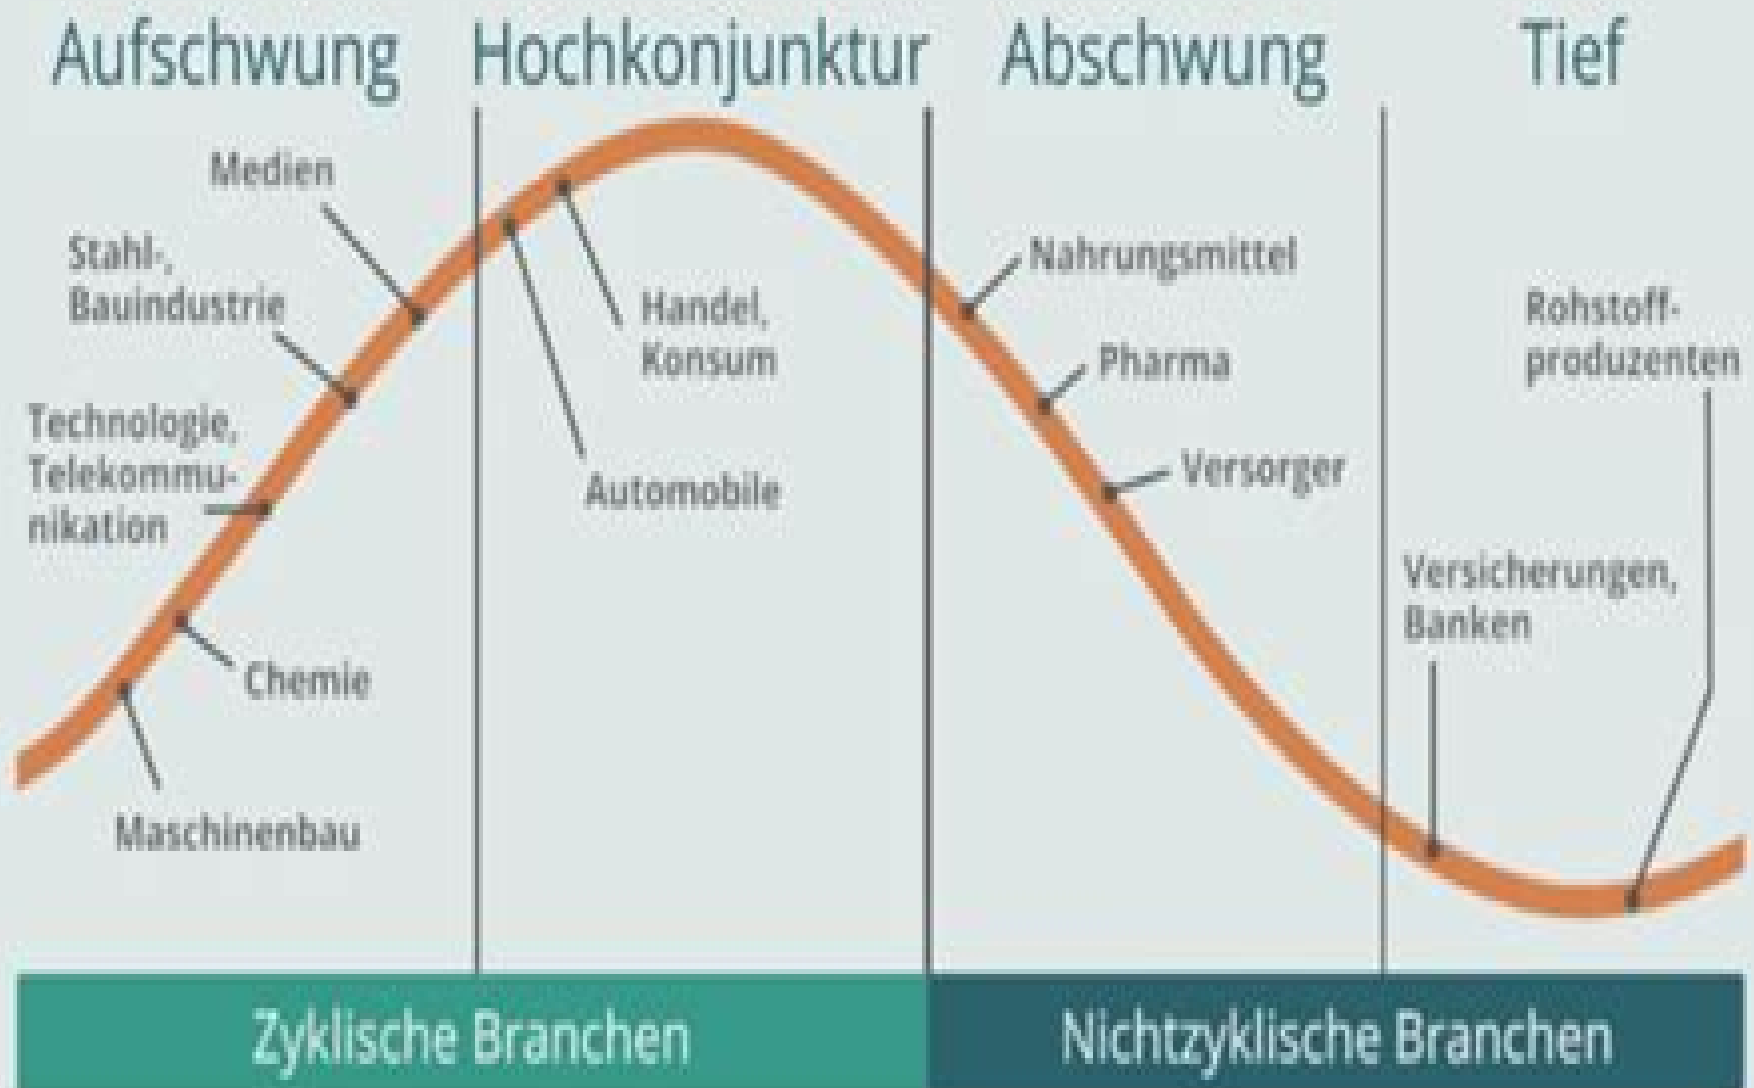 Aufschwung
Hochkonjunktur
Abschwung
Tief
Medien
Stahl-,
Bauindustrie
Technologie,
Telekommu-
nikation
Chemie
Maschinenbau
Handel,
Konsum
Automobile
Nahrungsmittel
Pharma
Versorger
Rohstoff-
produzenten
Versicherungen,
Banken
Zyklische Branchen
Nichtzyklische Branchen